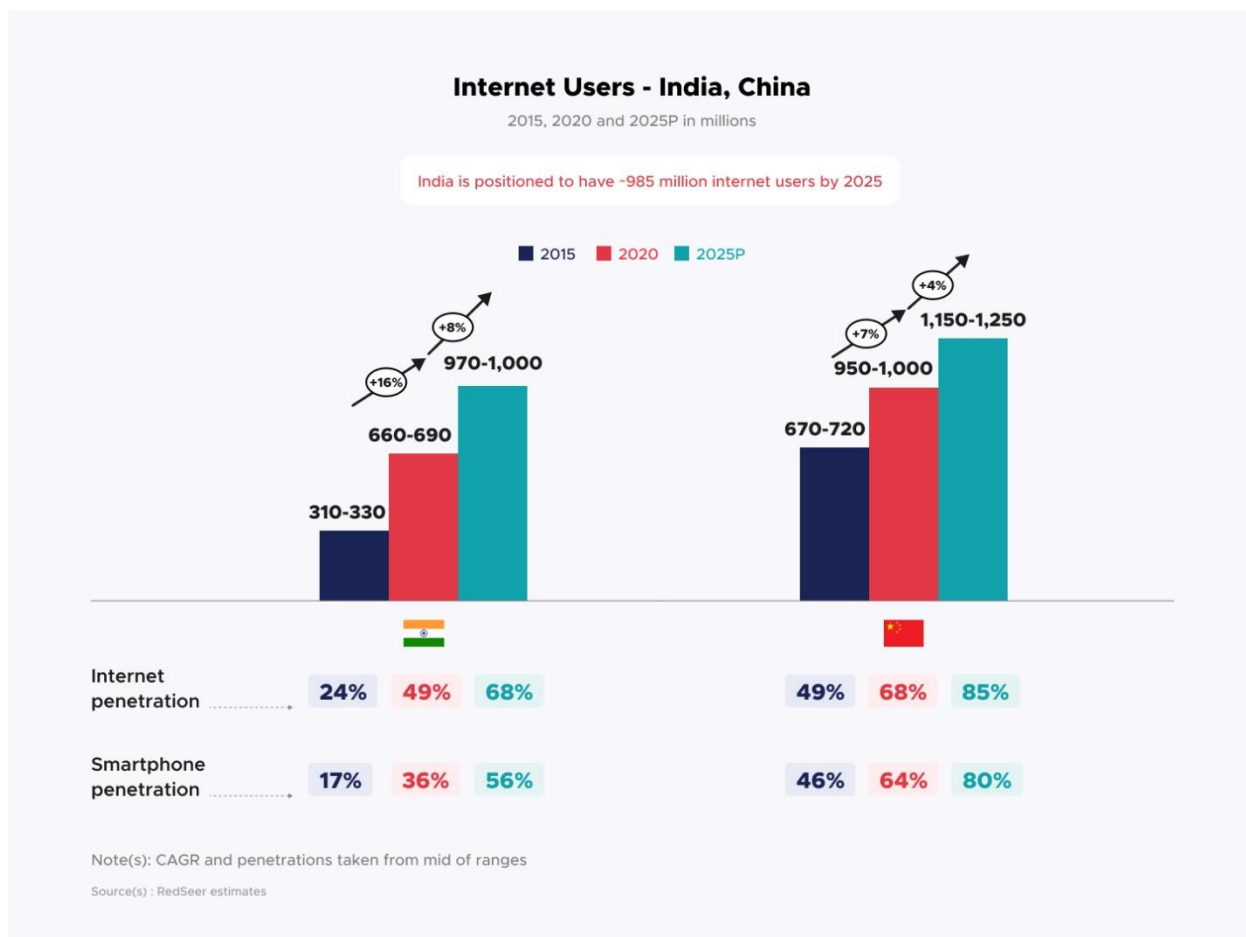 Internet Users - India, China
2015, 2020 and 2025P in millions
India is positioned to have ~985 million internet users by 2025
2015 2020 2025P
+16%
+8%
310-330
660-690
970-1,000
+7%
+4%
670-720
950-1,000
1,150-1,250
Internet
penetration
24% 49% 68% 49% 68% 85%
Smartphone
penetration
17% 36% 56% 46% 64% 80%
Note(s): CAGR and penetrations taken from mid of ranges
Source(s) : RedSeer estimates